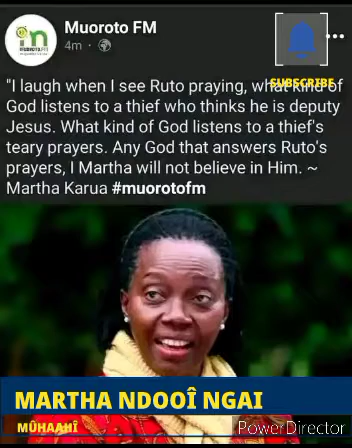 Muoroto FM
4m ·
SUBSCRIBE
"I laugh when I see Ruto praying, what kind of
God listens to a thief who thinks he is deputy
Jesus. What kind of God listens to a thief's
teary prayers. Any God that answers Ruto's
prayers, I Martha will not believe in Him. ~
Martha Karua #muorotofm
MARTHA NDOOÎ NGAI
MŨHAAHĨ
PowerDirector